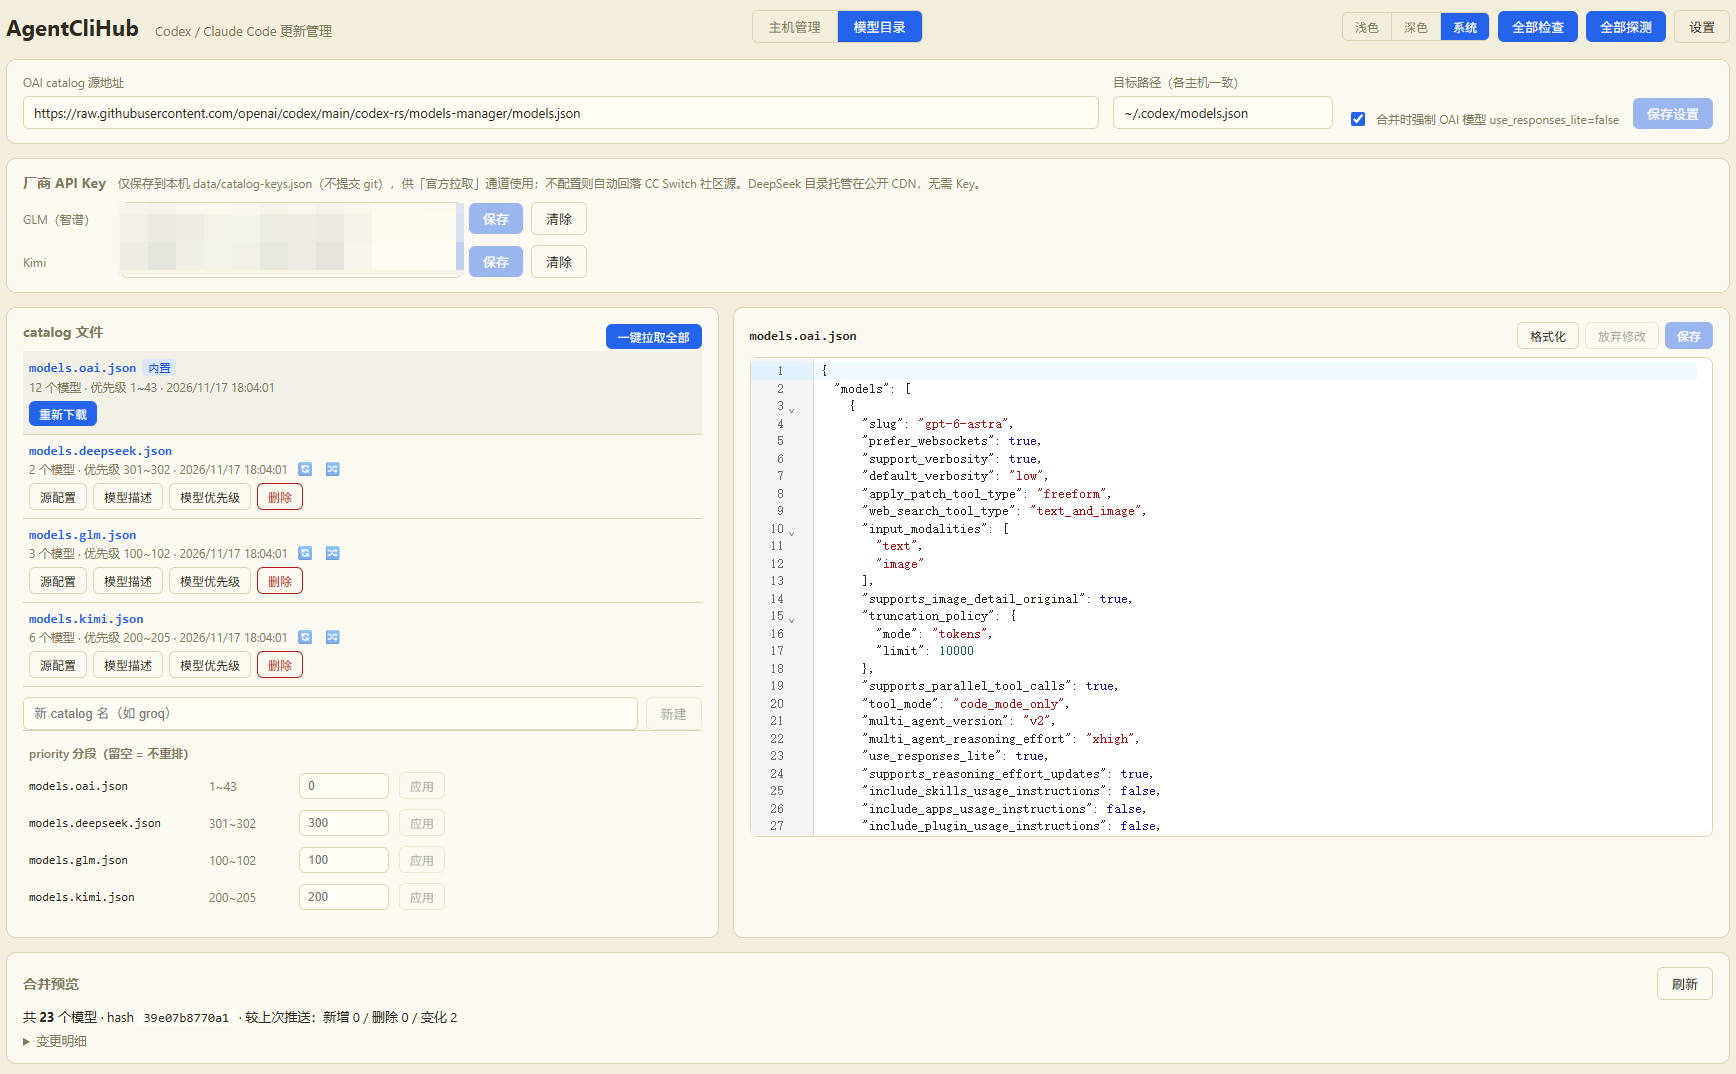 AgentCliHub Codex / Claude Code 更新管理 主机管理 模型目录 浅色 深色 系统 全部检查 全部探测 设置
OAI catalog 源地址 目标路径（各主机一致）
https://raw.githubusercontent.com/openai/codex/main/codex-rs/models-manager/models.json ~/.codex/models.json 合并时强制 OAI 模型 use_responses_lite=false 保存设置
厂商 API Key 仅保存到本机 data/catalog-keys.json（不提交 git），供「官方拉取」通道使用；不配置则自动回落 CC Switch 社区源。DeepSeek 目录托管在公开 CDN，无需 Key。
GLM（智谱） 保存 清除
Kimi 保存 清除
catalog 文件 一键拉取全部
models.oai.json 内置
12 个模型 · 优先级 1~43 · 2026/11/17 18:04:01
重新下载
models.deepseek.json
2 个模型 · 优先级 301~302 · 2026/11/17 18:04:01
源配置 模型描述 模型优先级 删除
models.glm.json
3 个模型 · 优先级 100~102 · 2026/11/17 18:04:01
源配置 模型描述 模型优先级 删除
models.kimi.json
6 个模型 · 优先级 200~205 · 2026/11/17 18:04:01
源配置 模型描述 模型优先级 删除
新 catalog 名（如 groq） 新建
priority 分段（留空 = 不重排）
models.oai.json 1~43 0 应用
models.deepseek.json 301~302 300 应用
models.glm.json 100~102 100 应用
models.kimi.json 200~205 200 应用
models.oai.json 格式化 放弃修改 保存
1 {
2 "models": [
3 {
4 "slug": "gpt-6-astra",
5 "prefer_websockets": true,
6 "support_verbosity": true,
7 "default_verbosity": "low",
8 "apply_patch_tool_type": "freeform",
9 "web_search_tool_type": "text_and_image",
10 "input_modalities": [
11 "text",
12 "image"
13 ],
14 "supports_image_detail_original": true,
15 "truncation_policy": {
16 "mode": "tokens",
17 "limit": 10000
18 },
19 "supports_parallel_tool_calls": true,
20 "tool_mode": "code_mode_only",
21 "multi_agent_version": "v2",
22 "multi_agent_reasoning_effort": "xhigh",
23 "use_responses_lite": true,
24 "supports_reasoning_effort_updates": true,
25 "include_skills_usage_instructions": false,
26 "include_apps_usage_instructions": false,
27 "include_plugin_usage_instructions": false,
合并预览 刷新
共 23 个模型 · hash 39e07b8770a1 · 较上次推送：新增 0 / 删除 0 / 变化 2
▶ 变更明细